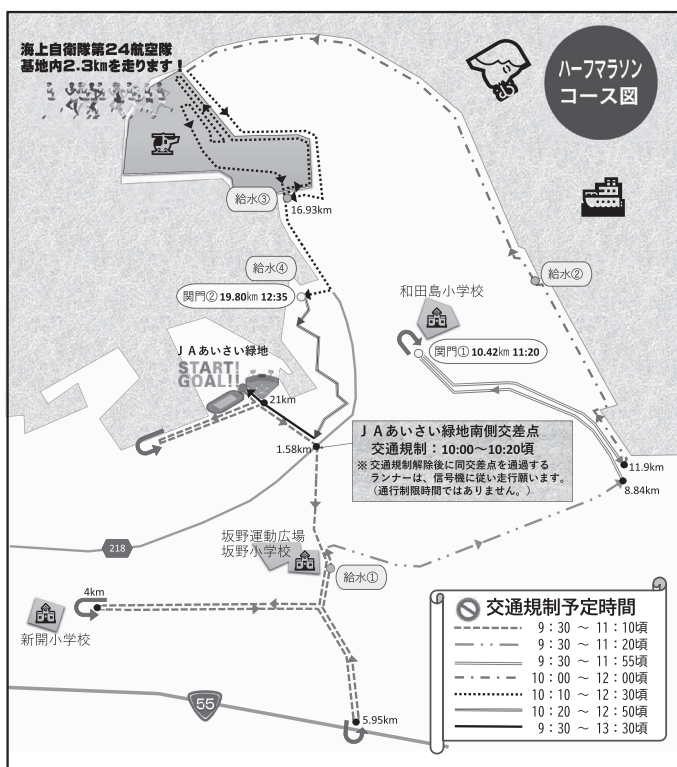 海上自衛隊第24航空隊
基地内2.3kmを走ります！
ハーフマラソン
コース図
給水③
16.93km
給水④
関門② 19.80km 12:35
給水②
和田島小学校
関門① 10.42km 11:20
ＪＡあいさい緑地
START!
GOAL!!
21km
1.58km
ＪＡあいさい緑地南側交差点
交通規制：10:00～10:20頃
※ 交通規制解除後に同交差点を通過する
ランナーは、信号機に従い走行願います。
（通行制限時間ではありません。）
11.9km
8.84km
218
坂野運動広場
坂野小学校
給水①
4km
新開小学校
55
5.95km
交通規制予定時間
9：30 ～ 11：10頃
9：30 ～ 11：20頃
9：30 ～ 11：55頃
10：00 ～ 12：00頃
10：10 ～ 12：30頃
10：20 ～ 12：50頃
9：30 ～ 13：30頃